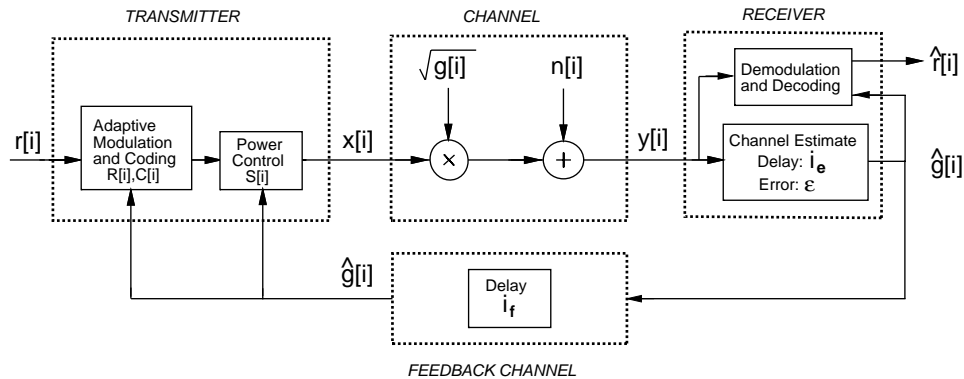 TRANSMITTER
CHANNEL
RECEIVER
r[i]
Adaptive
Modulation
and Coding
R[i],C[i]
Power
Control
S[i]
x[i]
√g[i]
n[i]
×
+
y[i]
Demodulation
and Decoding
r̂[i]
Channel Estimate
Delay: i_e
Error: ε
ĝ[i]
ĝ[i]
Delay
i_f
FEEDBACK CHANNEL